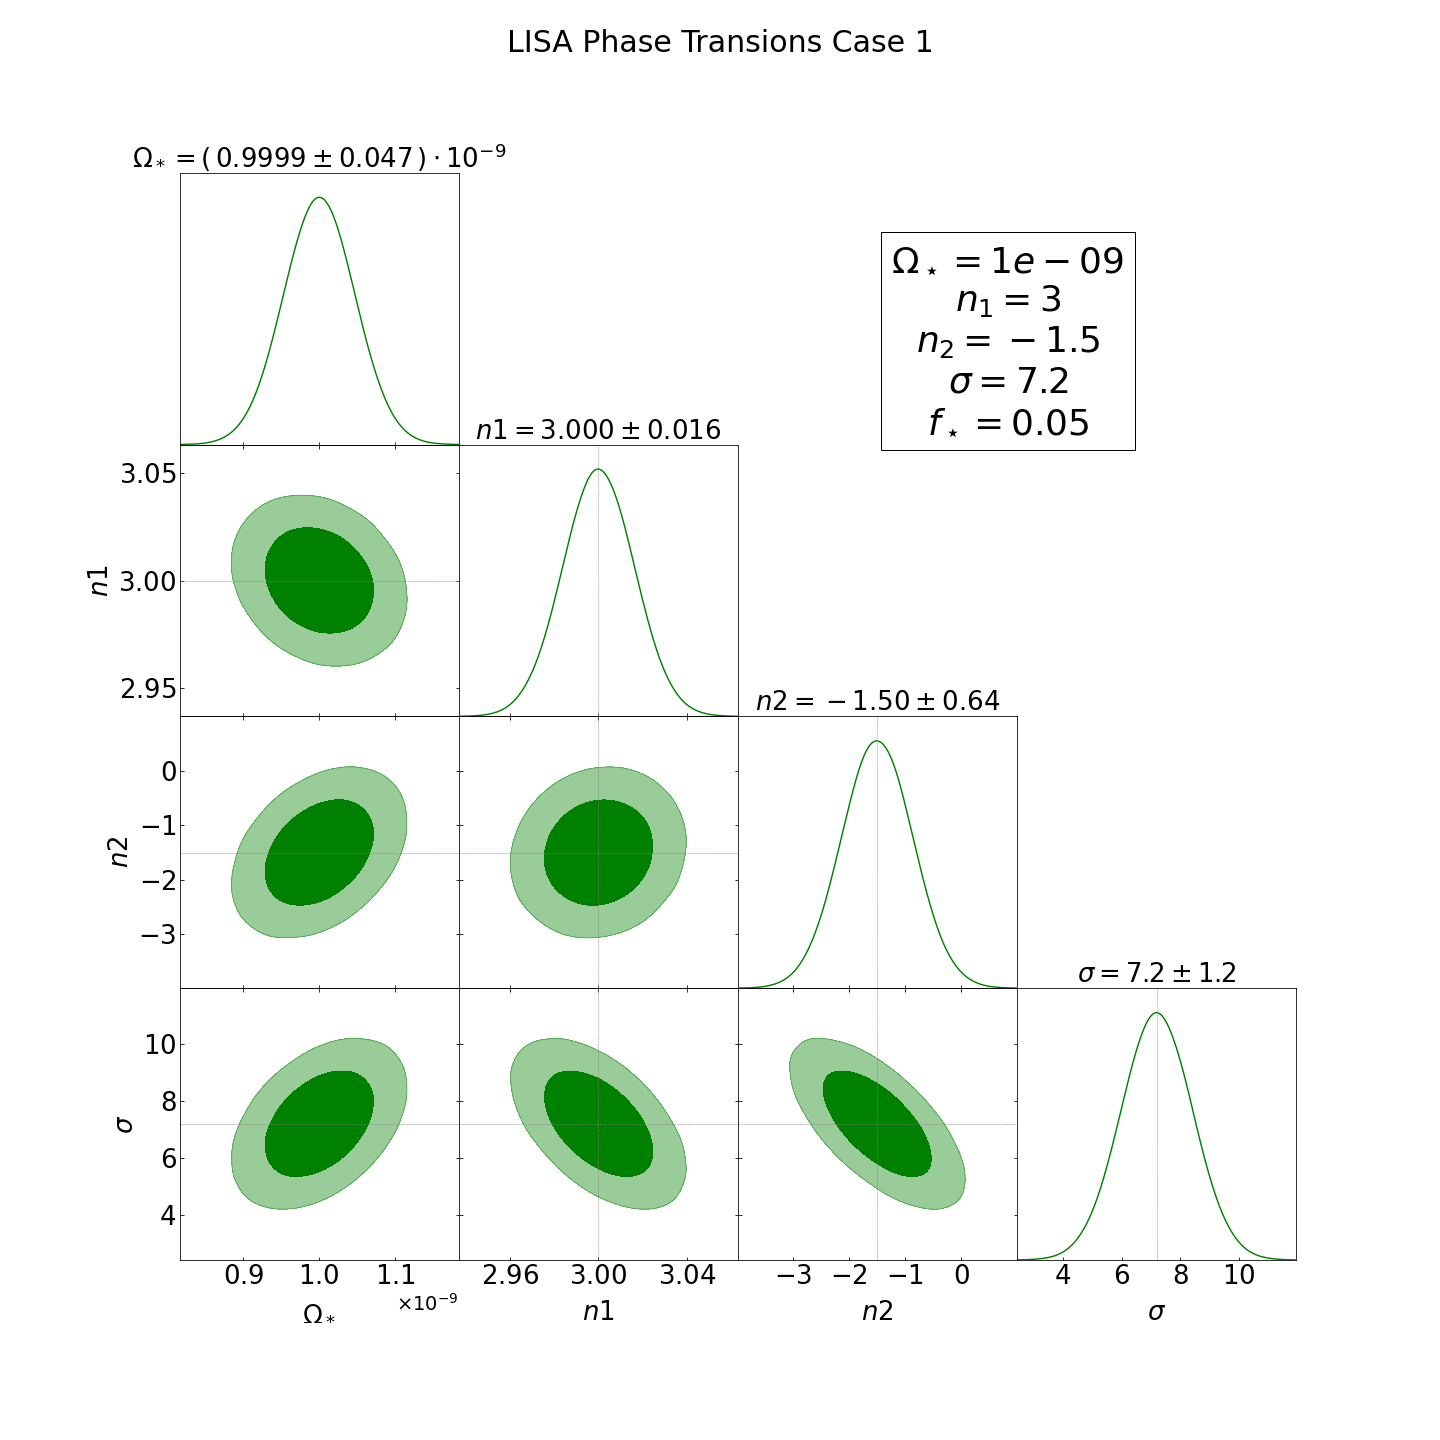 LISA Phase Transions Case 1
Ω∗ = ( 0.9999 ± 0.047 ) · 10⁻⁹
Ω⋆ = 1e − 09
n₁ = 3
n₂ = −1.5
σ = 7.2
f⋆ = 0.05
n1 = 3.000 ± 0.016
3.05
n1
3.00
2.95
n2 = −1.50 ± 0.64
0
−1
n2
−2
−3
σ = 7.2 ± 1.2
10
8
σ
6
4
0.9 1.0 1.1 2.96 3.00 3.04 −3 −2 −1 0 4 6 8 10
×10⁻⁹
Ω∗ n1 n2 σ